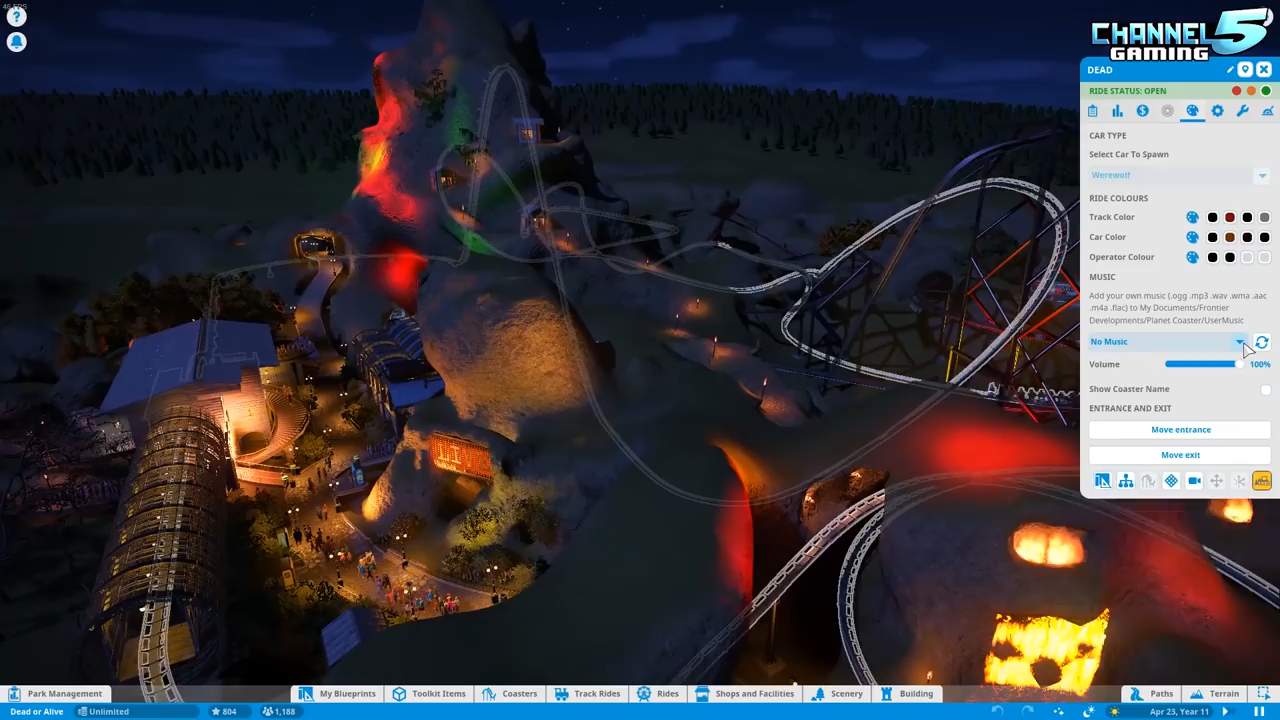 46 FPS
?
CHANNEL 5
GAMING
DEAD
RIDE STATUS: OPEN
CAR TYPE
Select Car To Spawn
Werewolf
RIDE COLOURS
Track Color
Car Color
Operator Colour
MUSIC
Add your own music (.ogg .mp3 .wav .wma .aac
.m4a .flac) to My Documents/Frontier
Developments/Planet Coaster/UserMusic
No Music
Volume 100%
Show Coaster Name
ENTRANCE AND EXIT
Move entrance
Move exit
Park Management My Blueprints Toolkit Items Coasters Track Rides Rides Shops and Facilities Scenery Building Paths Terrain
Dead or Alive Unlimited 804 1,188 Apr 23, Year 11